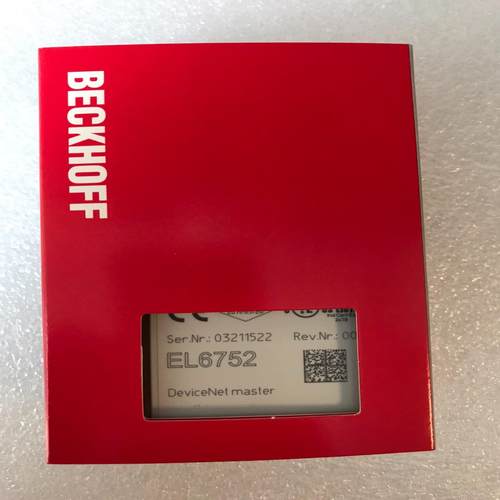 BECKHOFF
Ser.Nr.: 03211522 Rev.Nr.: 00
EL6752
DeviceNet master